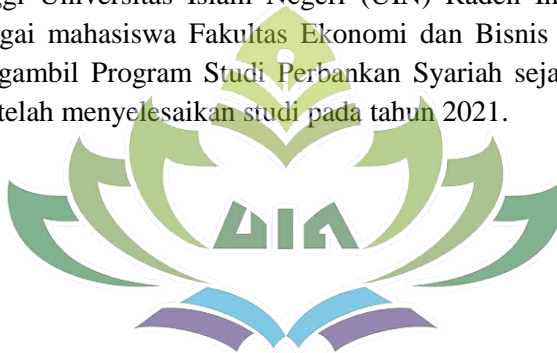 ggi Universitas Islam Negeri (UIN) Raden In
gai mahasiswa Fakultas Ekonomi dan Bisnis
gambil Program Studi Perbankan Syariah seja
telah menyelesaikan studi pada tahun 2021.
UIN